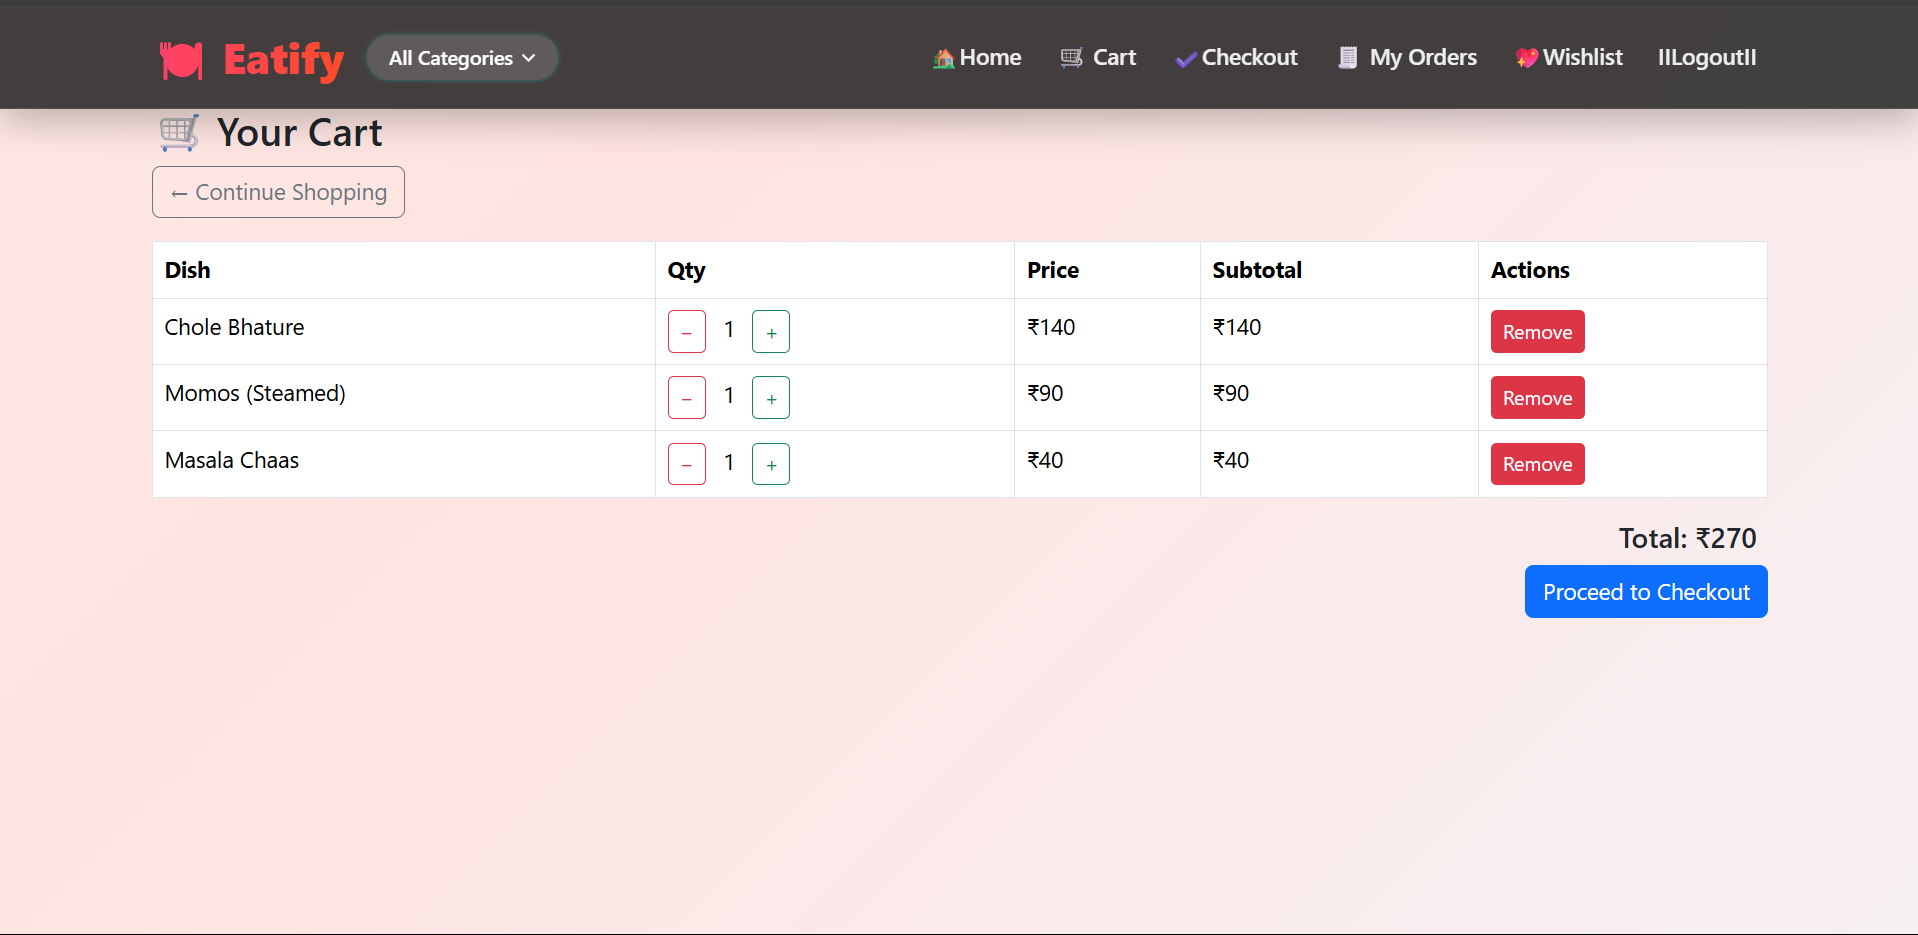 Eatify All Categories Home Cart Checkout My Orders Wishlist IILogoutII
Your Cart
← Continue Shopping
Dish Qty Price Subtotal Actions
Chole Bhature – 1 + ₹140 ₹140 Remove
Momos (Steamed) – 1 + ₹90 ₹90 Remove
Masala Chaas – 1 + ₹40 ₹40 Remove
Total: ₹270
Proceed to Checkout